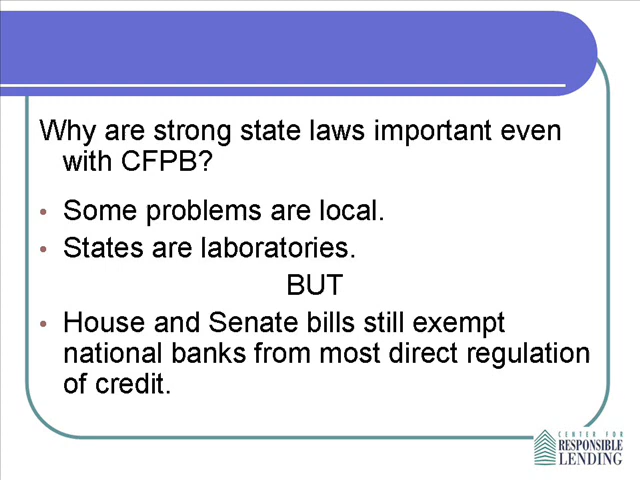 Why are strong state laws important even
with CFPB?
• Some problems are local.
• States are laboratories.
BUT
• House and Senate bills still exempt
national banks from most direct regulation
of credit.
CENTER FOR
RESPONSIBLE
LENDING